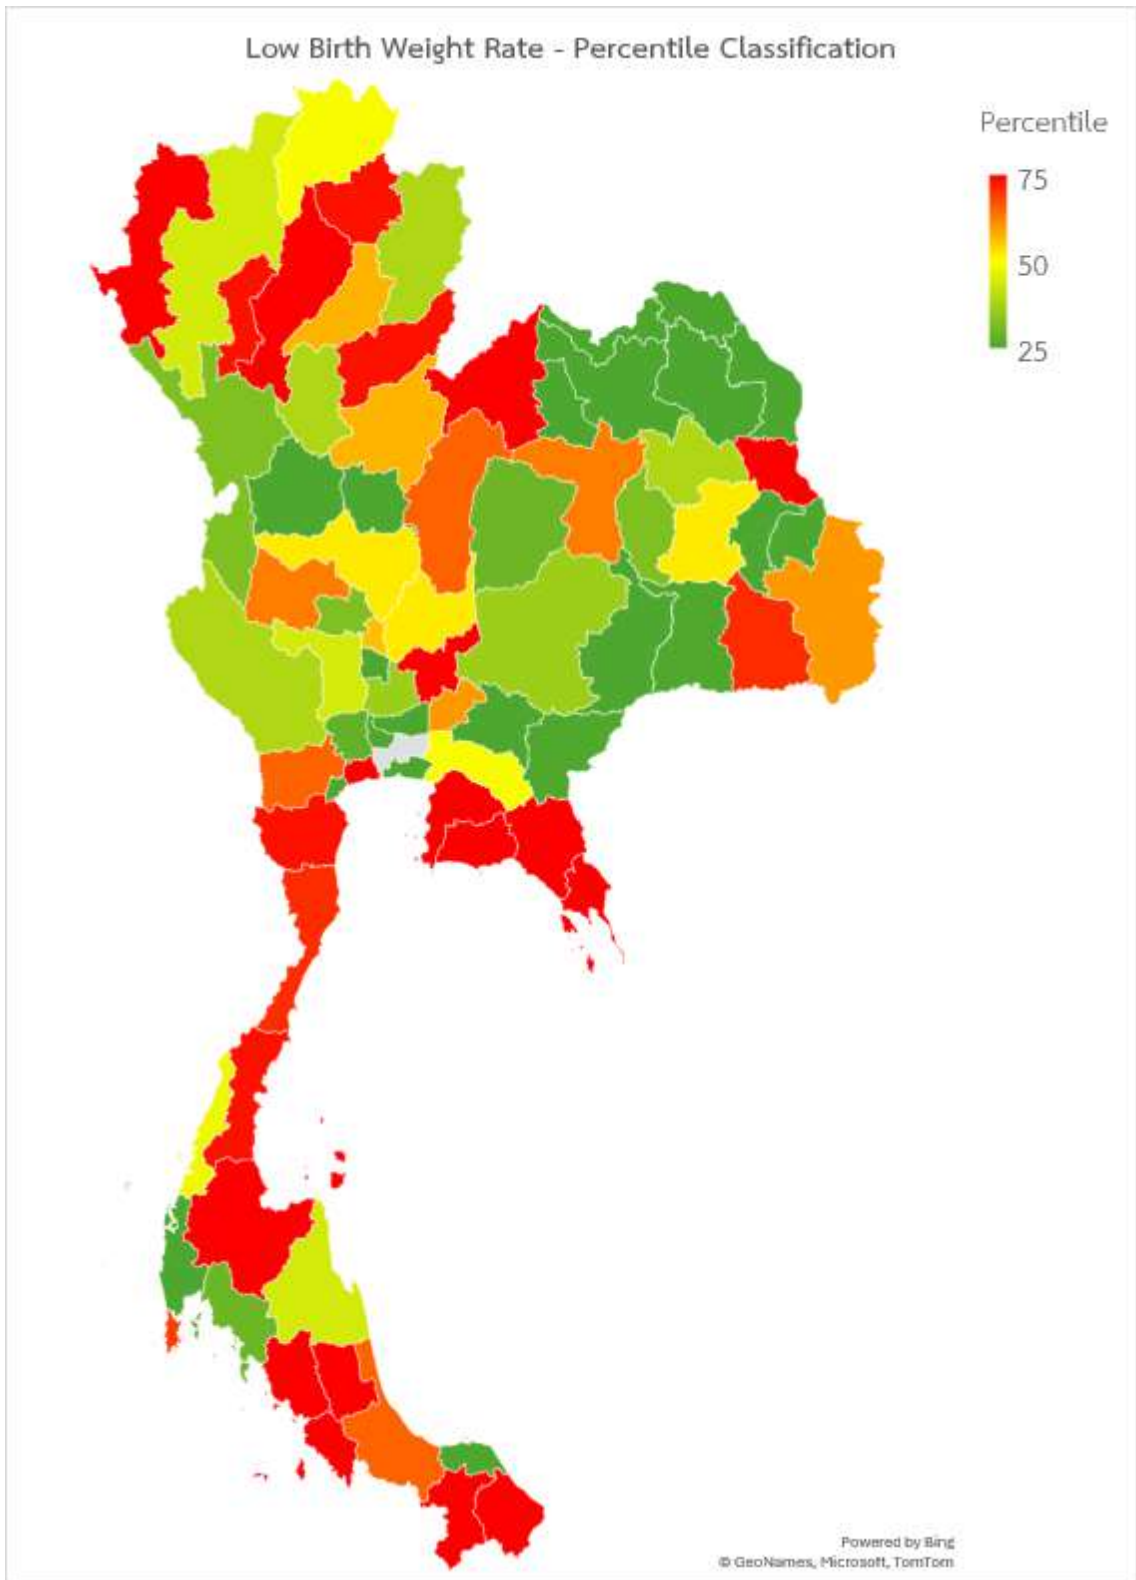 Low Birth Weight Rate - Percentile Classification
Percentile
75
50
25
Powered by Bing
© GeoNames, Microsoft, TomTom